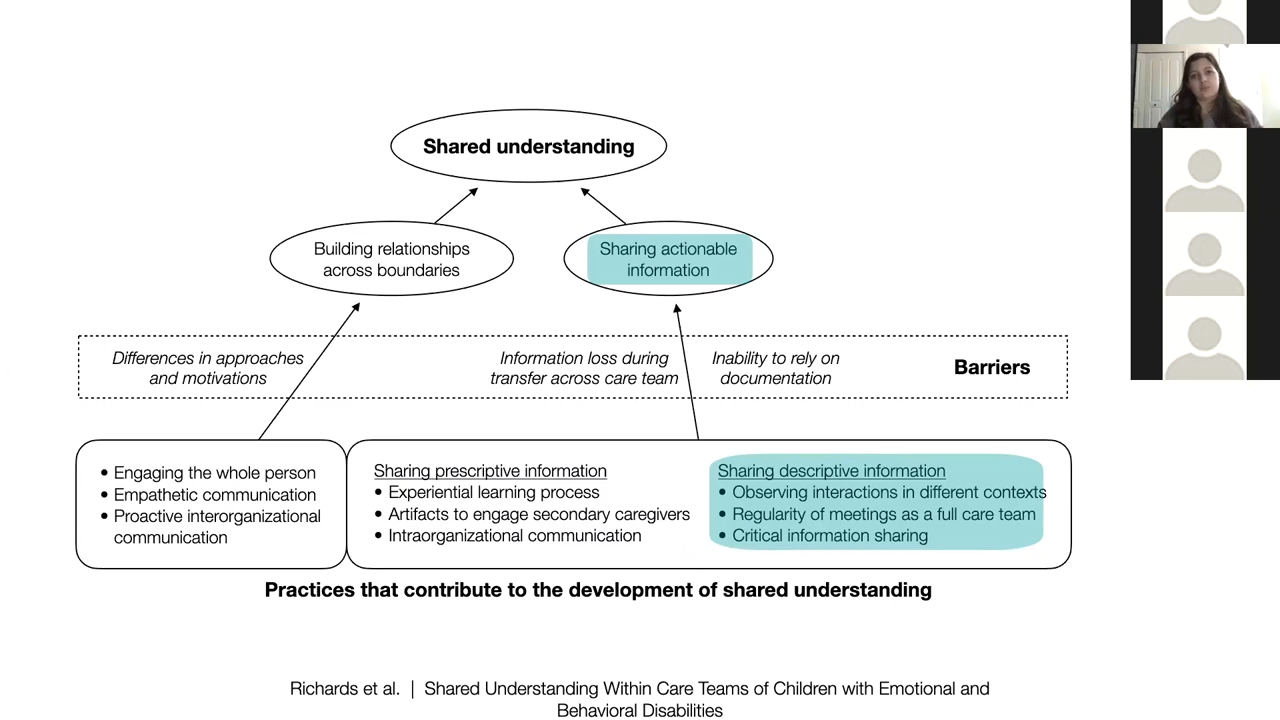 Shared understanding
Building relationships
across boundaries
Sharing actionable
information
Differences in approaches
and motivations
Information loss during
transfer across care team
Inability to rely on
documentation
Barriers
• Engaging the whole person
• Empathetic communication
• Proactive interorganizational
communication
Sharing prescriptive information
• Experiential learning process
• Artifacts to engage secondary caregivers
• Intraorganizational communication
Sharing descriptive information
• Observing interactions in different contexts
• Regularity of meetings as a full care team
• Critical information sharing
Practices that contribute to the development of shared understanding
Richards et al. | Shared Understanding Within Care Teams of Children with Emotional and
Behavioral Disabilities